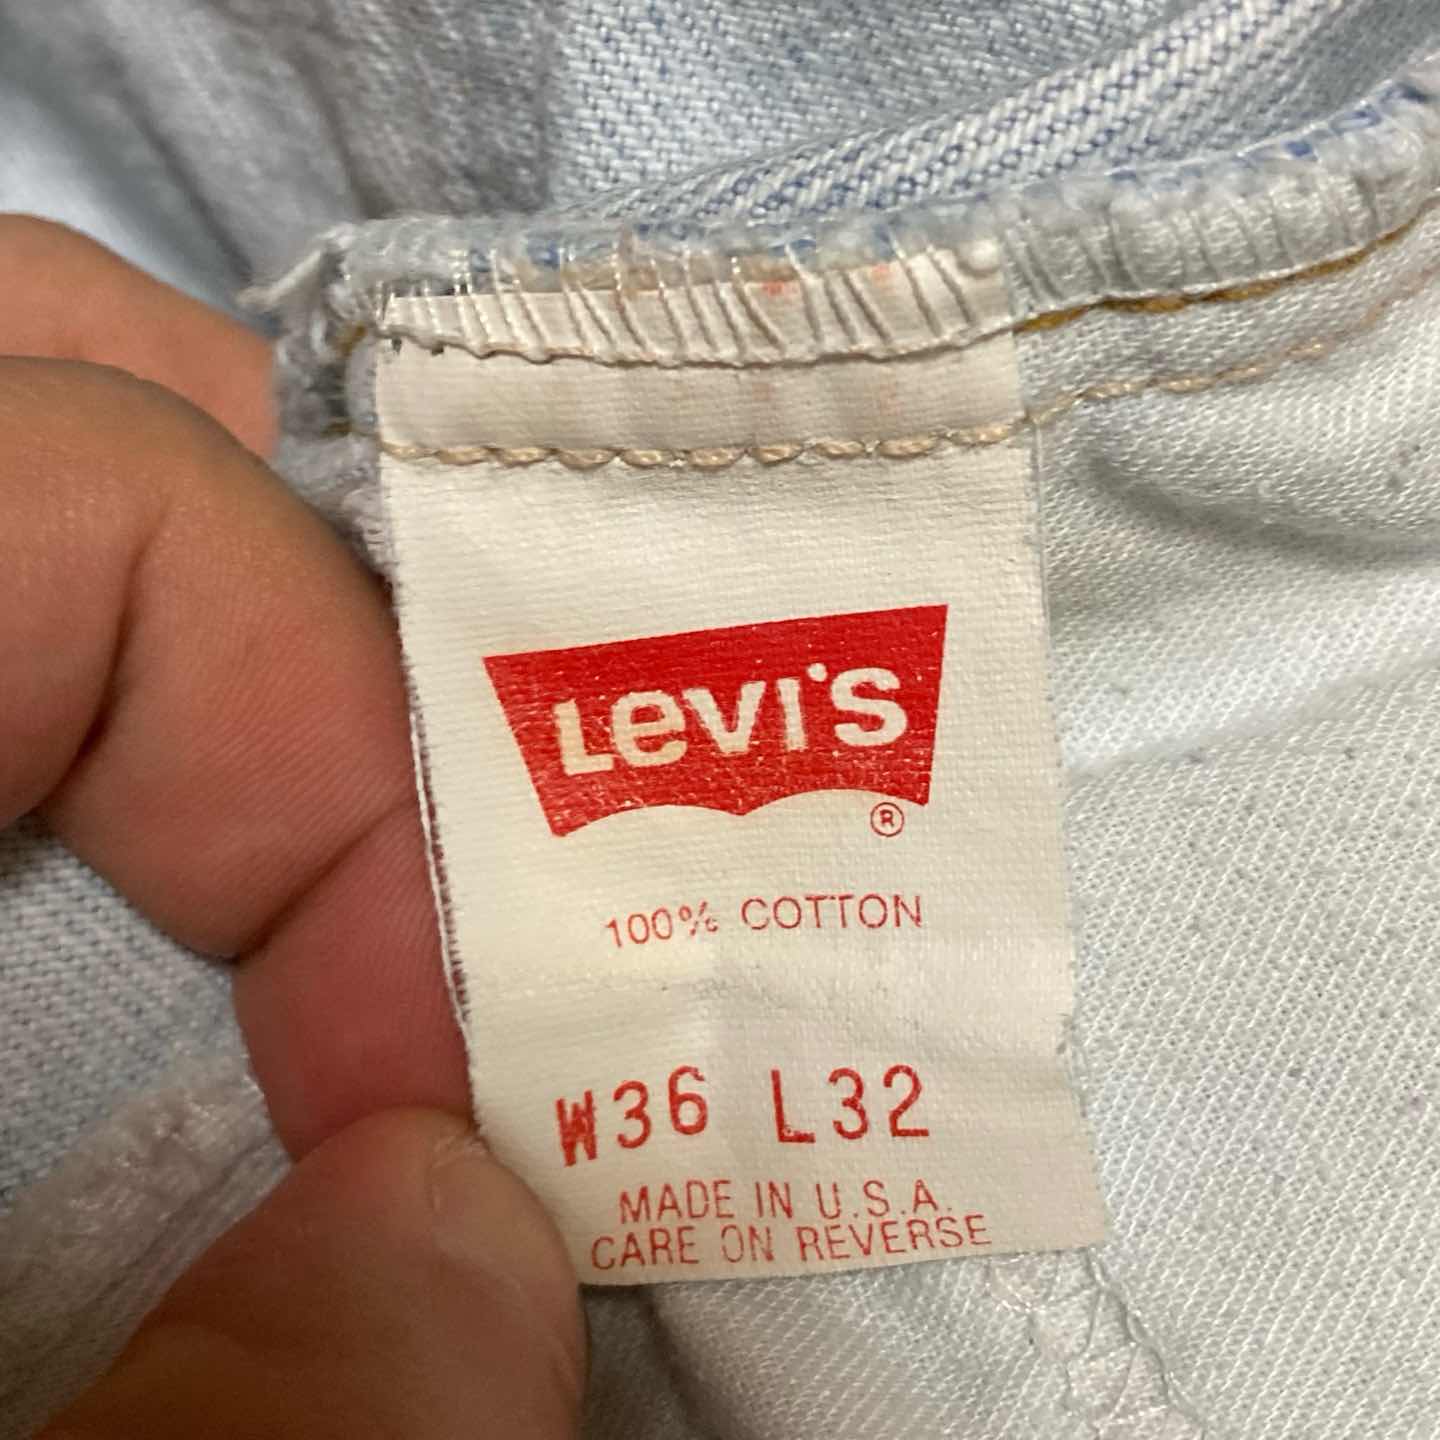 Levi's
®
100% COTTON
W36 L32
MADE IN U.S.A.
CARE ON REVERSE